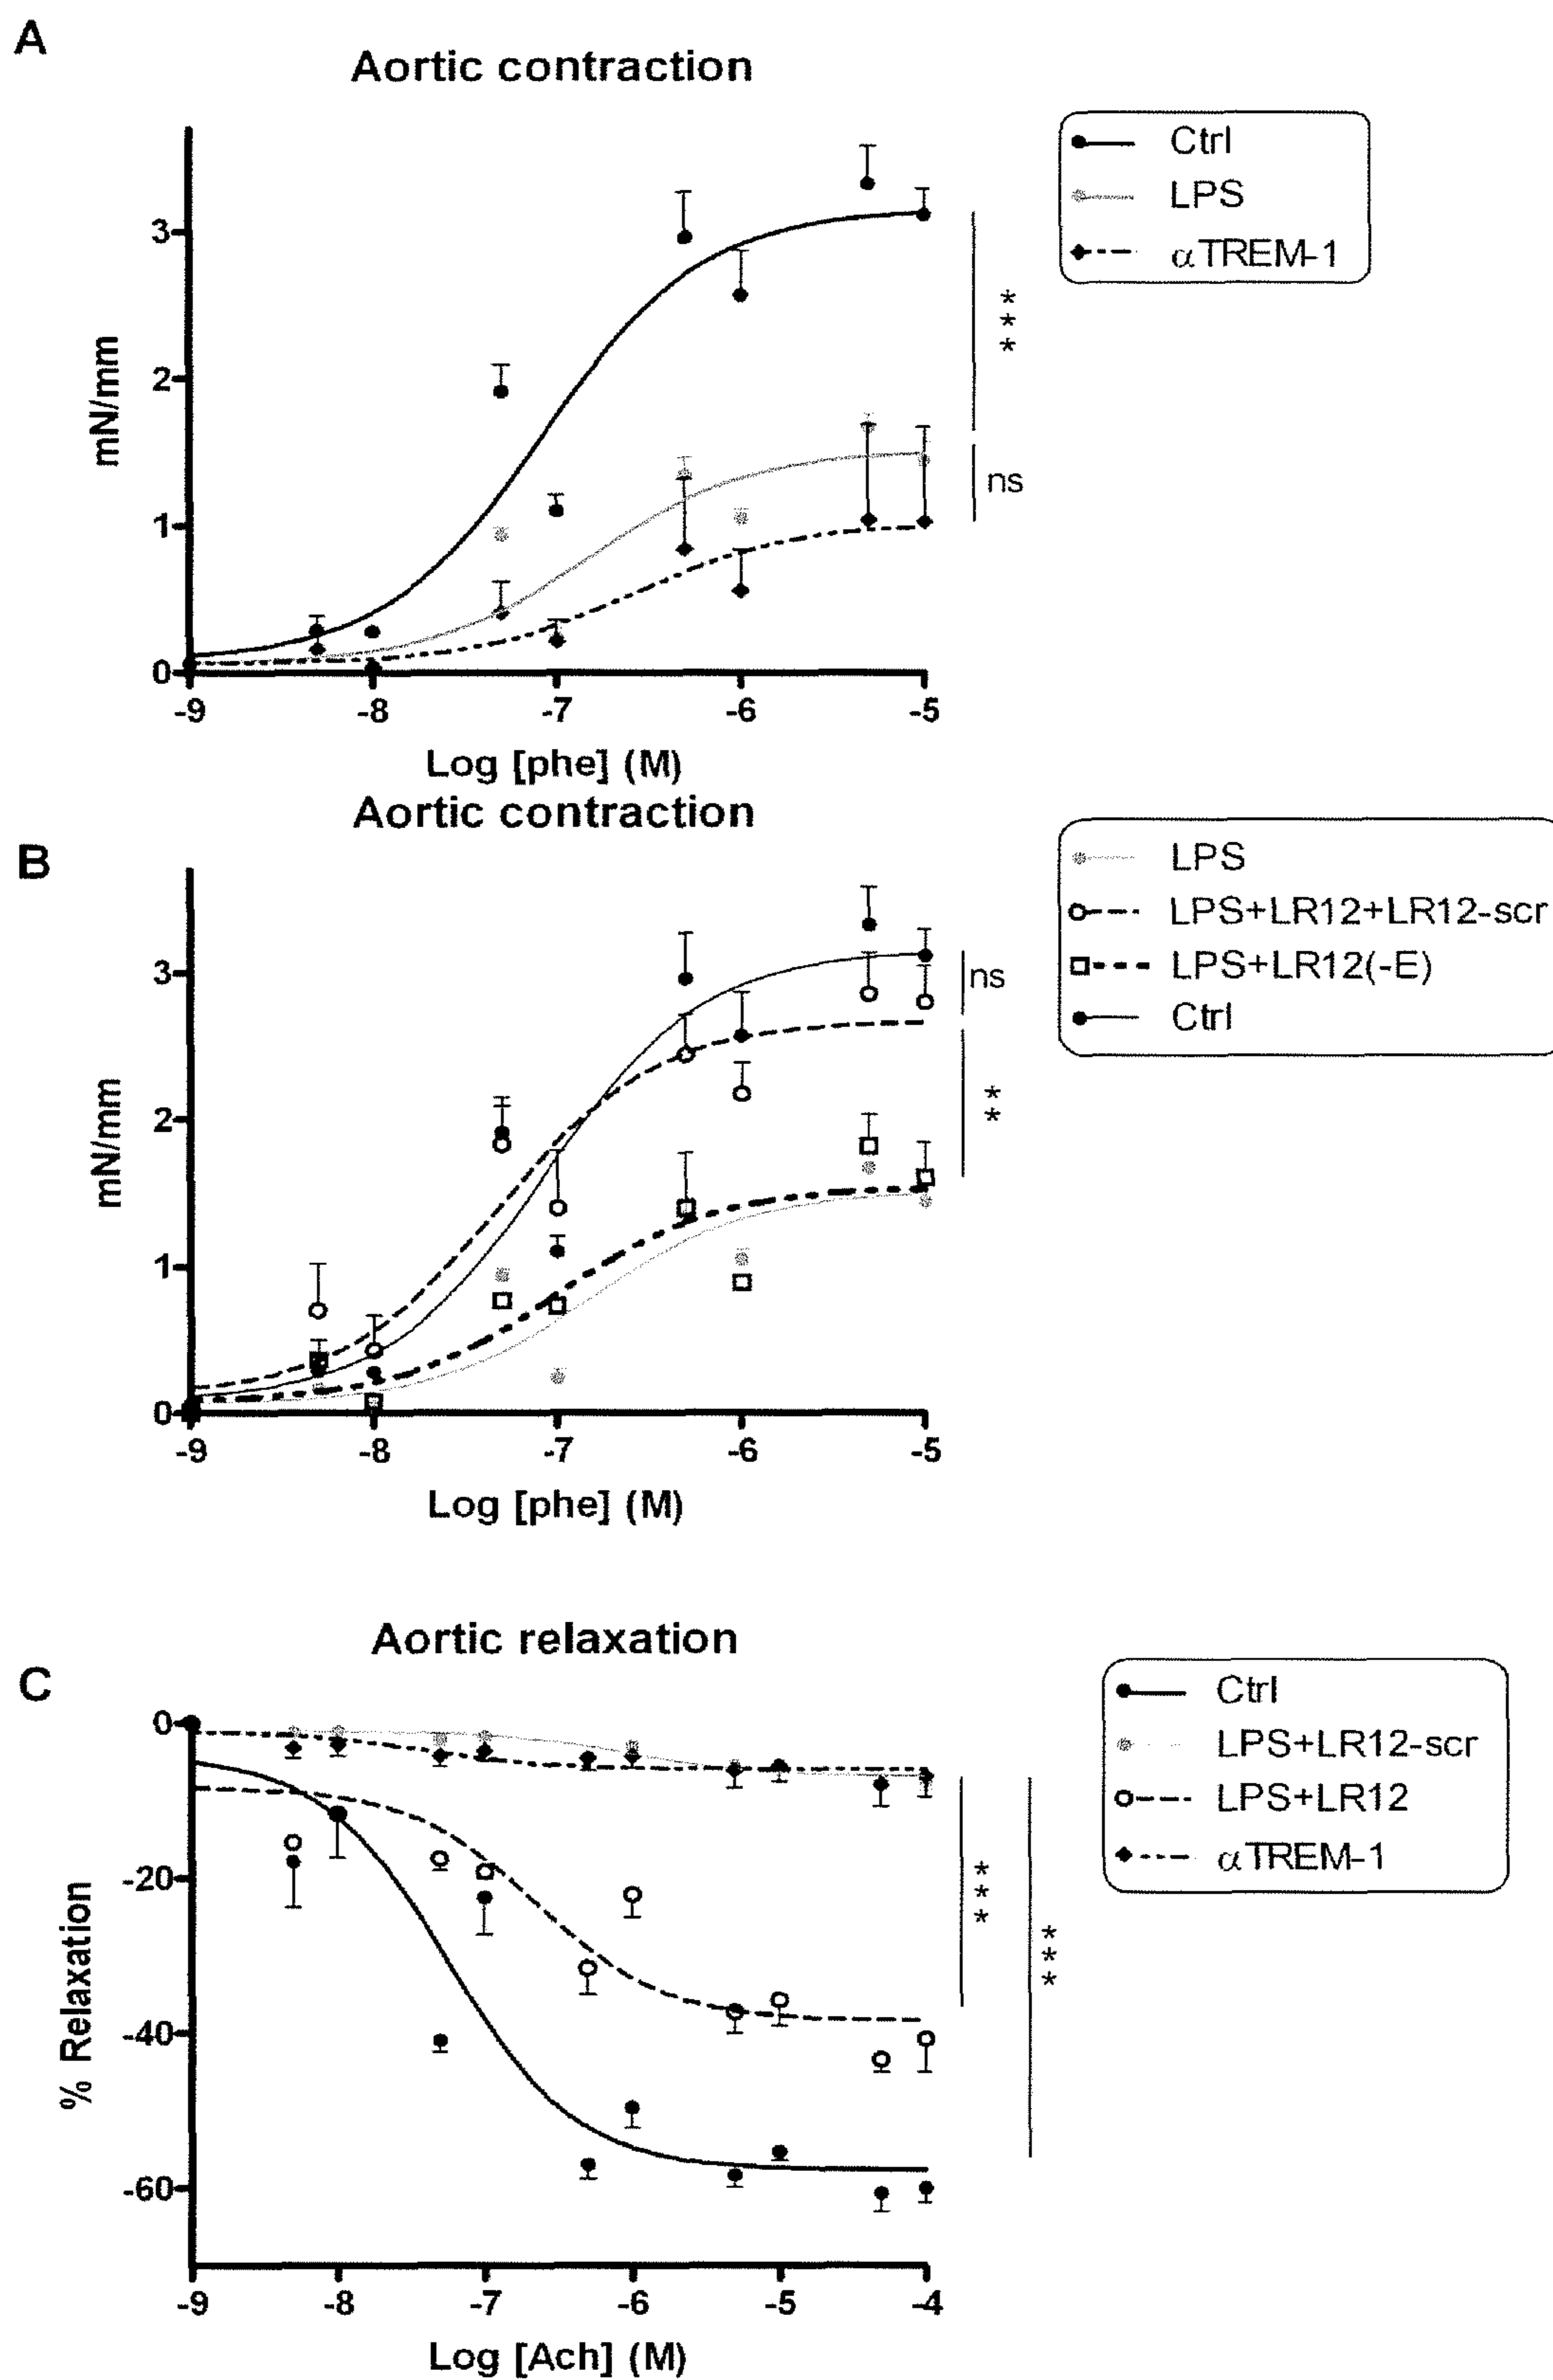 A
Aortic contraction
Ctrl
LPS
αTREM-1
mN/mm
3
2
1
0
***
ns
-9 -8 -7 -6 -5
Log [phe] (M)
Aortic contraction
B
LPS
LPS+LR12+LR12-scr
LPS+LR12(-E)
Ctrl
mN/mm
3
2
1
0
ns
**
-9 -8 -7 -6 -5
Log [phe] (M)
Aortic relaxation
C
Ctrl
LPS+LR12-scr
LPS+LR12
αTREM-1
% Relaxation
0
-20
-40
-60
***
***
-9 -8 -7 -6 -5 -4
Log [Ach] (M)